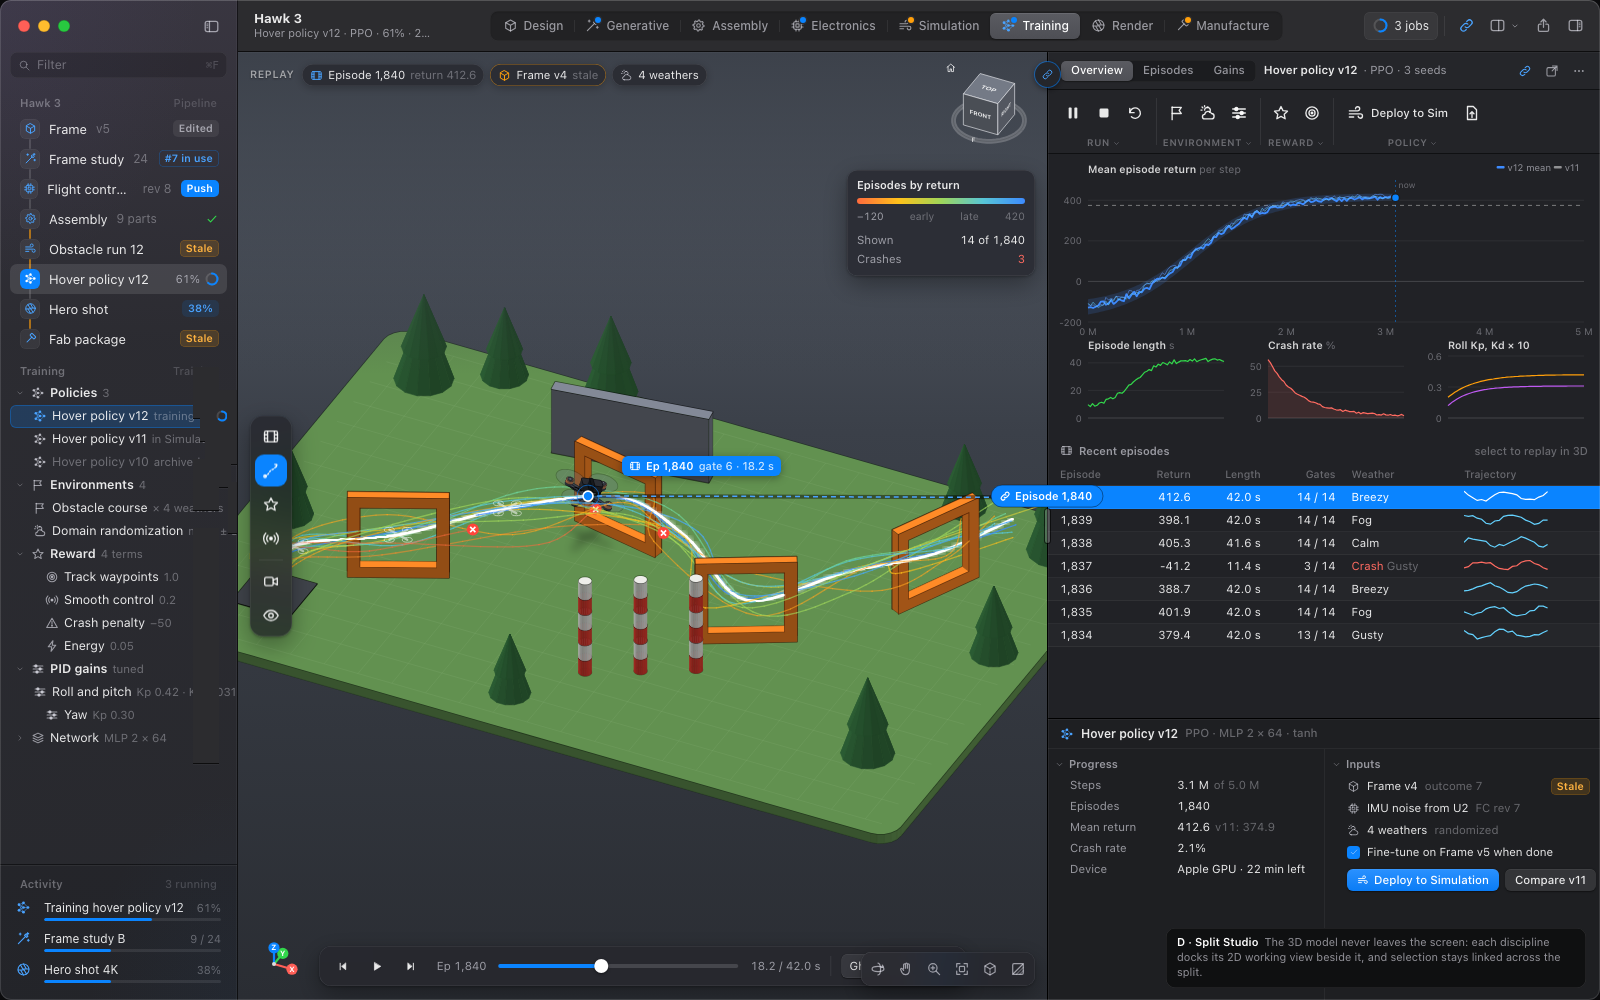 Hawk 3
Hover policy v12 · PPO · 61% · 2...
Design
Generative
Assembly
Electronics
Simulation
Training
Render
Manufacture
3 jobs
Filter
⌘F
Hawk 3
Pipeline
Frame v5
Edited
Frame study 24
#7 in use
Flight contr... rev 8
Push
Assembly 9 parts
Obstacle run 12
Stale
Hover policy v12
61%
Hero shot
38%
Fab package
Stale
Training
Trai
Policies 3
Hover policy v12 training
Hover policy v11 in Simula
Hover policy v10 archive
Environments 4
Obstacle course × 4 wea
Domain randomization
Reward 4 terms
Track waypoints 1.0
Smooth control 0.2
Crash penalty −50
Energy 0.05
PID gains tuned
Roll and pitch Kp 0.42 · K 031
Yaw Kp 0.30
Network MLP 2 × 64
Activity
3 running
Training hover policy v12 61%
Frame study B 9 / 24
Hero shot 4K 38%
REPLAY
Episode 1,840 return 412.6
Frame v4 stale
4 weathers
TOP
FRONT
F
Episodes by return
−120 early late 420
Shown 14 of 1,840
Crashes 3
Ep 1,840 gate 6 · 18.2 s
Episode 1,840
Z
Y
X
Ep 1,840
18.2 / 42.0 s
Overview
Episodes
Gains
Hover policy v12 · PPO · 3 seeds
Deploy to Sim
RUN
ENVIRONMENT
REWARD
POLICY
Mean episode return per step
v12 mean
v11
now
400
200
0
-200
0 M
1 M
2 M
3 M
4 M
5 M
Episode length s
40
20
0
Crash rate %
50
25
0
Roll Kp, Kd × 10
0.6
0.3
0
Recent episodes
select to replay in 3D
Episode Return Length Gates Weather Trajectory
412.6 42.0 s 14 / 14 Breezy
1,839 398.1 42.0 s 14 / 14 Fog
1,838 405.3 41.6 s 14 / 14 Calm
1,837 -41.2 11.4 s 3 / 14 Crash Gusty
1,836 388.7 42.0 s 14 / 14 Breezy
1,835 401.9 42.0 s 14 / 14 Fog
1,834 379.4 42.0 s 13 / 14 Gusty
Hover policy v12 PPO · MLP 2 × 64 · tanh
Progress
Steps 3.1 M of 5.0 M
Episodes 1,840
Mean return 412.6 v11: 374.9
Crash rate 2.1%
Device Apple GPU · 22 min left
Inputs
Frame v4 outcome 7
Stale
IMU noise from U2 FC rev 7
4 weathers randomized
Fine-tune on Frame v5 when done
Deploy to Simulation
Compare v11
D · Split Studio The 3D model never leaves the screen: each discipline
docks its 2D working view beside it, and selection stays linked across the
split.